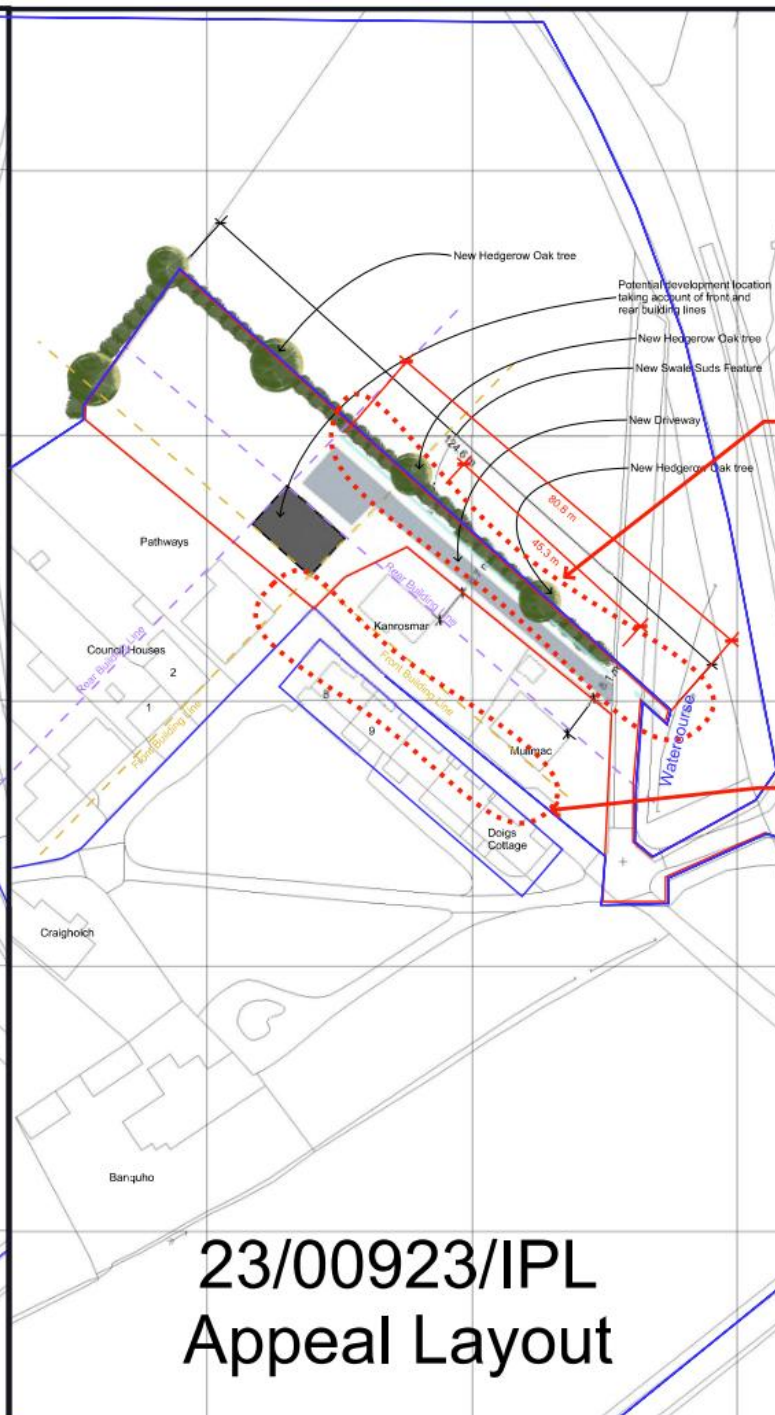 New Hedgerow Oak tree
Potential development location
taking account of front and
rear building lines
New Hedgerow Oak tree
New Swale Suds Feature
New Driveway
124.6 m
New Hedgerow Oak tree
80.8 m
45.3 m
Pathways
Rear Building Line
Kanrosmar
Council Houses
2
1
Rear Building Line
Front Building Line
Front Building Line
8
9
Mullmac
Watercourse
Doigs
Cottage
Craighoich
Banquho
23/00923/IPL
Appeal Layout